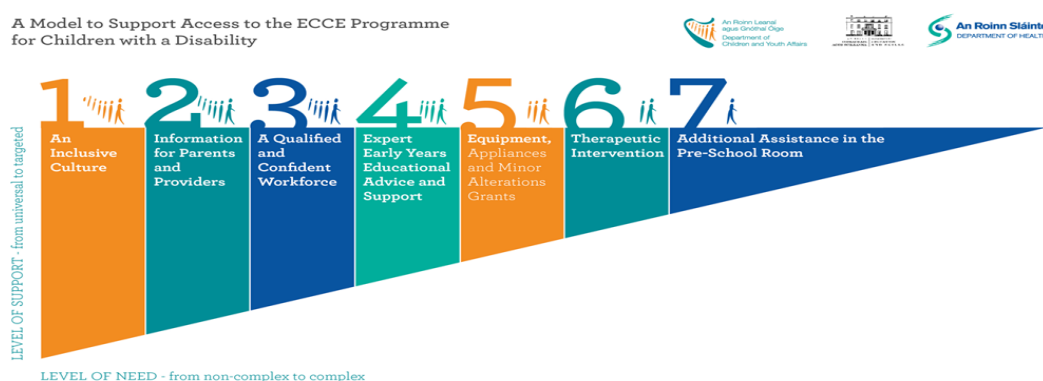 A Model to Support Access to the ECCE Programme
for Children with a Disability
An Roinn Leanaí
agus Gnóthaí Óige
Department of
Children and Youth Affairs
An Roinn Sláinte
DEPARTMENT OF HEALTH
1
An
Inclusive
Culture
2
Information
for Parents
and
Providers
3
A Qualified
and
Confident
Workforce
4
Expert
Early Years
Educational
Advice and
Support
5
Equipment,
Appliances
and Minor
Alterations
Grants
6
Therapeutic
Intervention
7
Additional Assistance in the
Pre-School Room
LEVEL OF SUPPORT - from universal to targeted
LEVEL OF NEED - from non-complex to complex